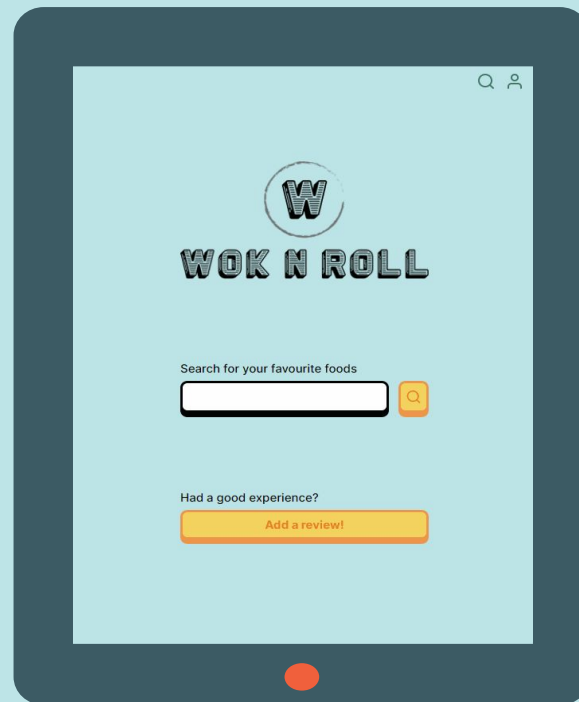 W
WOK N ROLL
Search for your favourite foods
Had a good experience?
Add a review!